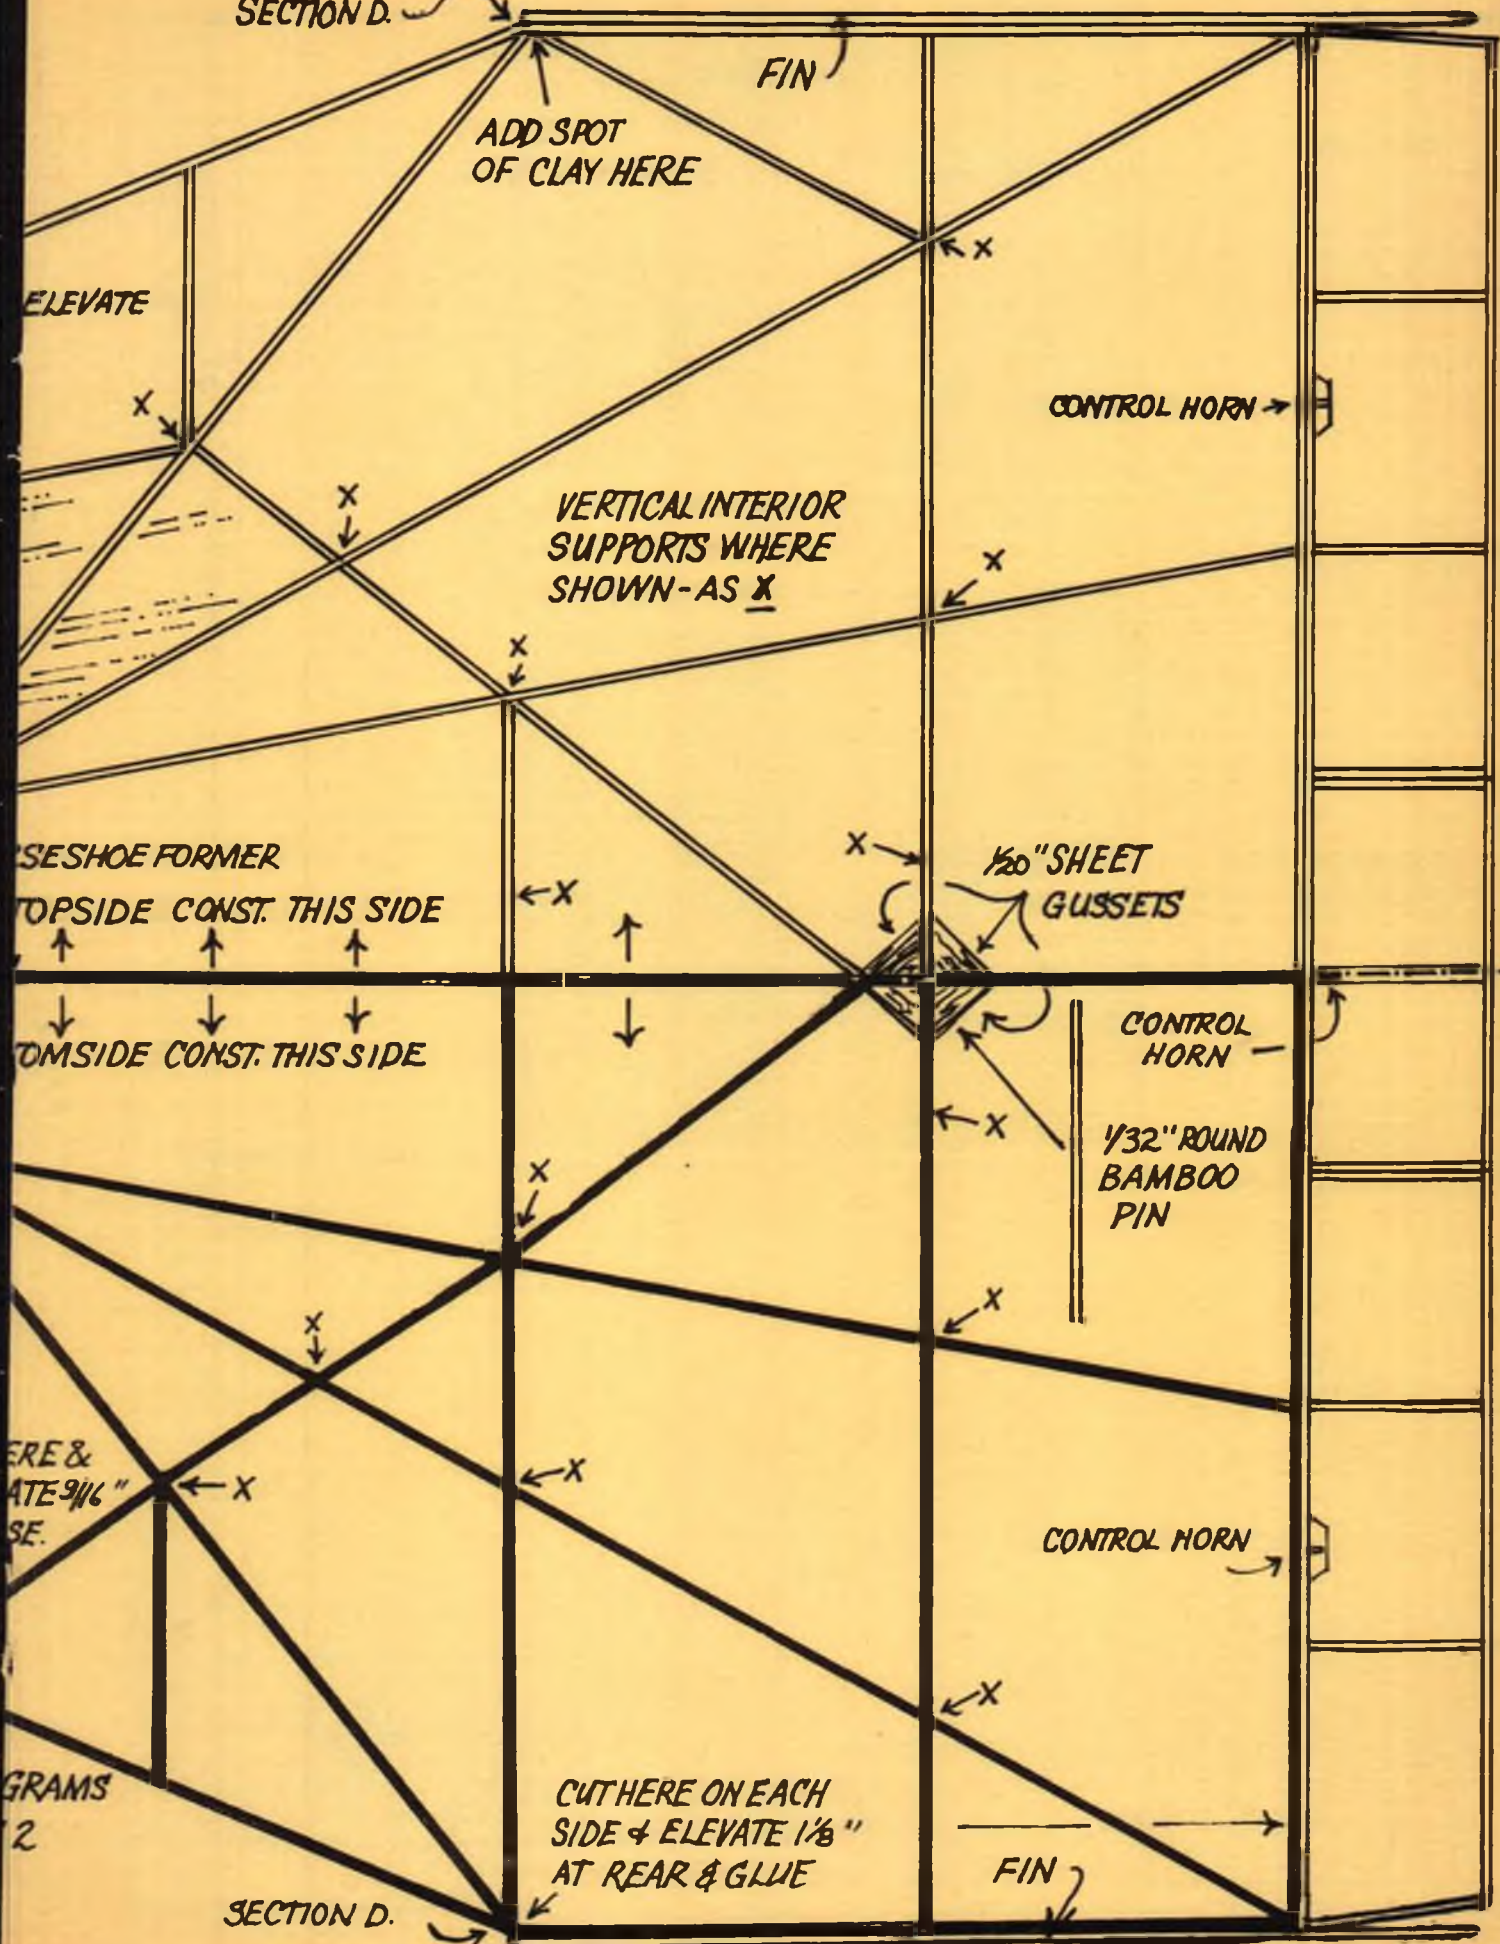 SECTION D.
FIN
ADD SPOT
OF CLAY HERE
X
ELEVATE
X
CONTROL HORN
X
VERTICAL INTERIOR
SUPPORTS WHERE
SHOWN - AS X
X
X
X
1/20" SHEET
GUSSETS
SESHOE FORMER
TOPSIDE CONST. THIS SIDE
X
TOMSIDE CONST. THIS SIDE
CONTROL
HORN
X
1/32" ROUND
BAMBOO
PIN
X
X
X
ERE &
ATE 9/16"
SE.
X
X
CONTROL HORN
X
GRAMS
2
CUT HERE ON EACH
SIDE & ELEVATE 1 1/8"
AT REAR & GLUE
FIN
SECTION D.